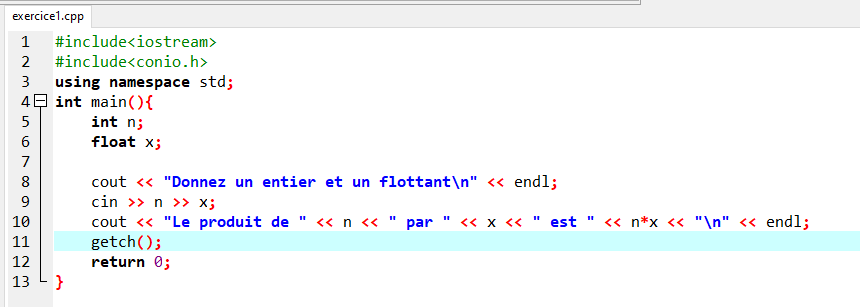 exercice1.cpp
1 #include<iostream>
2 #include<conio.h>
3 using namespace std;
4 int main(){
5 int n;
6 float x;
7
8 cout << "Donnez un entier et un flottant\n" << endl;
9 cin >> n >> x;
10 cout << "Le produit de " << n << " par " << x << " est " << n*x << "\n" << endl;
11 getch();
12 return 0;
13 }